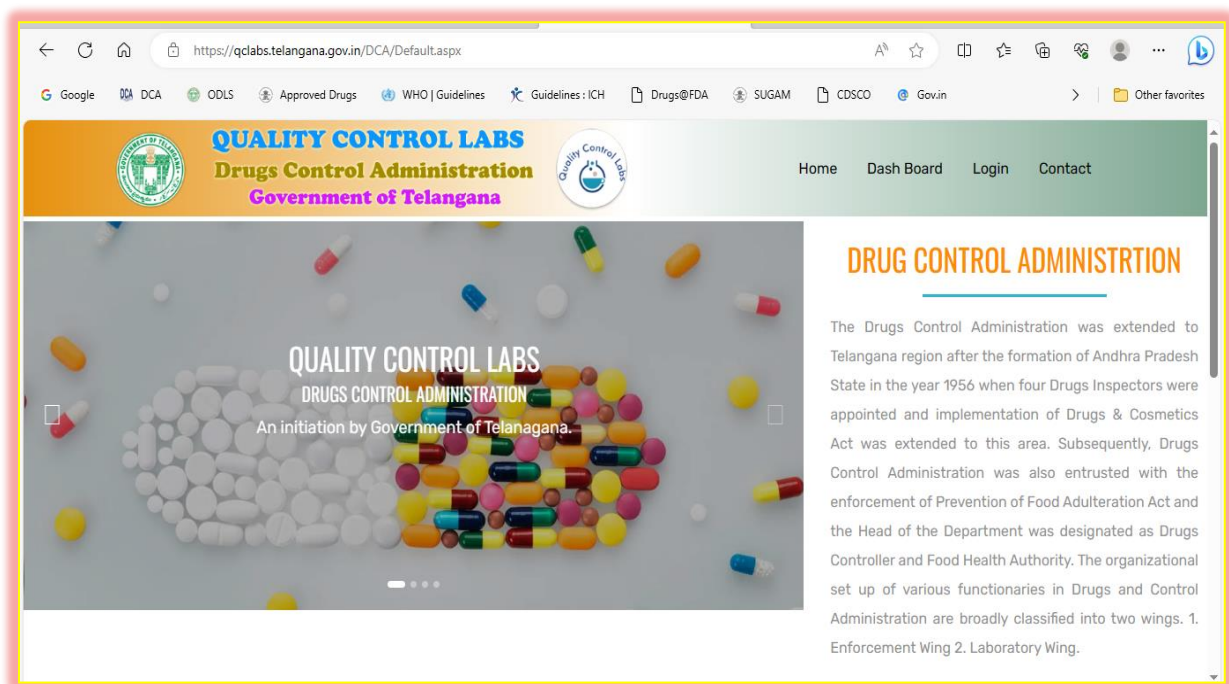 https://qclabs.telangana.gov.in/DCA/Default.aspx
Google DCA DCA ODLS Approved Drugs WHO | Guidelines Guidelines : ICH Drugs@FDA SUGAM CDSCO Gov.in Other favorites
QUALITY CONTROL LABS
Drugs Control Administration
Government of Telangana
Quality Control Labs
Home Dash Board Login Contact
QUALITY CONTROL LABS
DRUGS CONTROL ADMINISTRATION
An initiation by Government of Telanagana.
DRUG CONTROL ADMINISTRTION
The Drugs Control Administration was extended to
Telangana region after the formation of Andhra Pradesh
State in the year 1956 when four Drugs Inspectors were
appointed and implementation of Drugs & Cosmetics
Act was extended to this area. Subsequently, Drugs
Control Administration was also entrusted with the
enforcement of Prevention of Food Adulteration Act and
the Head of the Department was designated as Drugs
Controller and Food Health Authority. The organizational
set up of various functionaries in Drugs and Control
Administration are broadly classified into two wings. 1.
Enforcement Wing 2. Laboratory Wing.